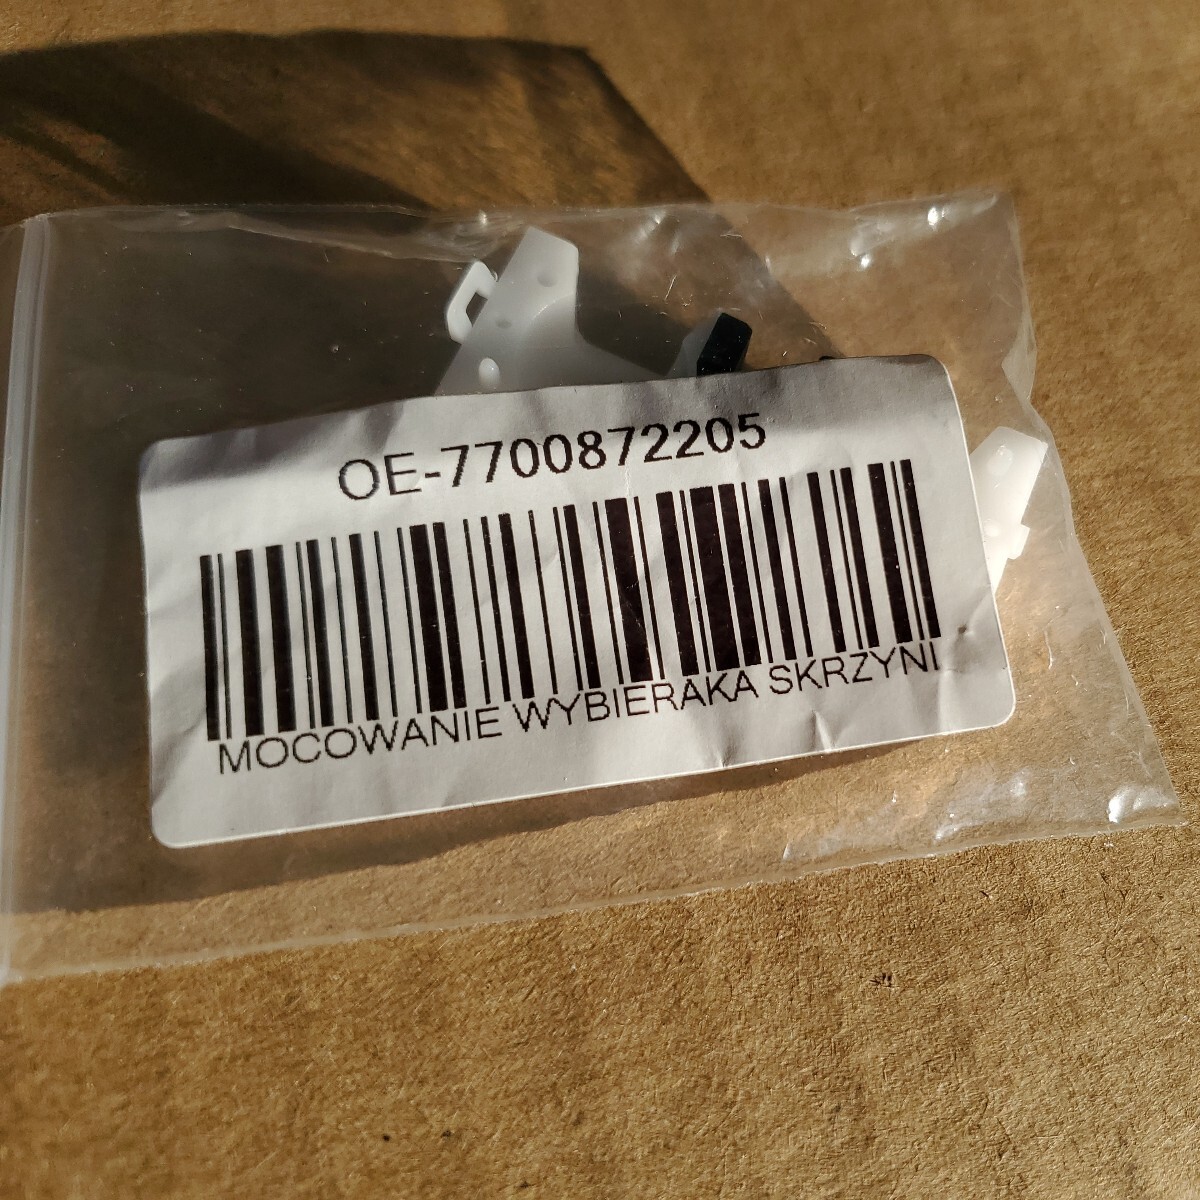 OE-7700872205
MOCOWANIE WYBIERAKA SKRZYNI